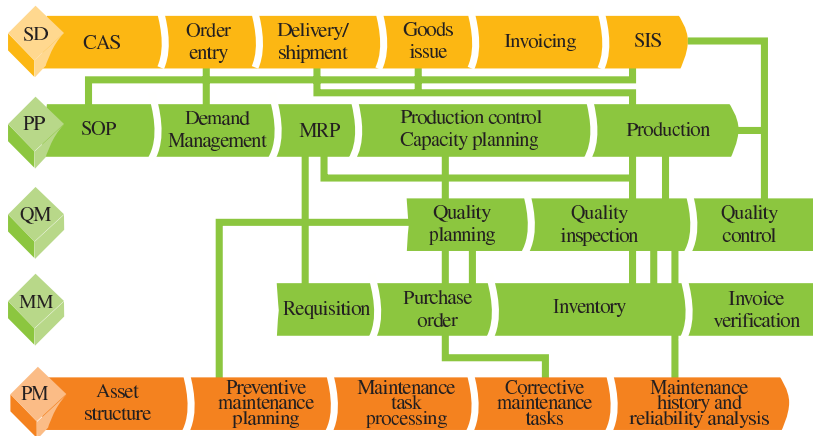 SD
CAS
Order
entry
Delivery/
shipment
Goods
issue
Invoicing
SIS
PP
SOP
Demand
Management
MRP
Production control
Capacity planning
Production
QM
Quality
planning
Quality
inspection
Quality
control
MM
Requisition
Purchase
order
Inventory
Invoice
verification
PM
Asset
structure
Preventive
maintenance
planning
Maintenance
task
processing
Corrective
maintenance
tasks
Maintenance
history and
reliability analysis